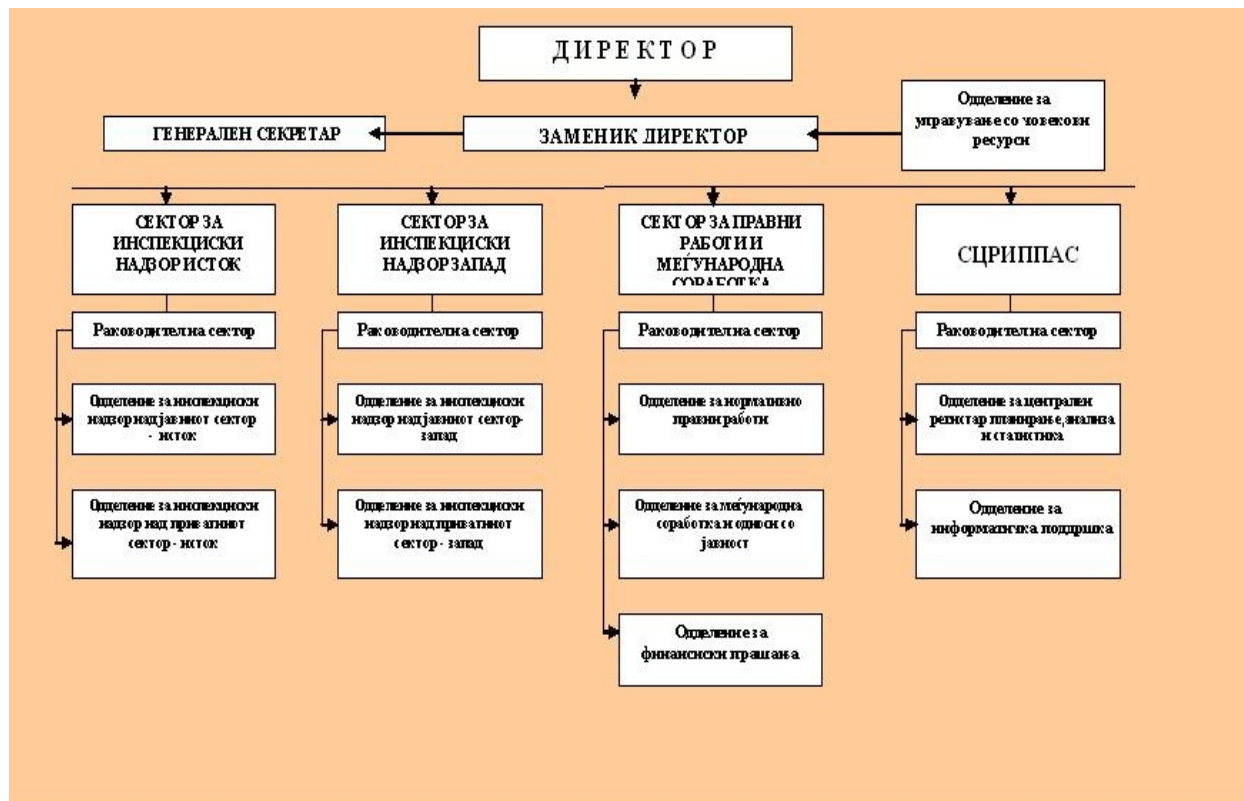 ДИРЕКТОР
Одделение за
управување со човекови
ресурси
ГЕНЕРАЛЕН СЕКРЕТАР
ЗАМЕНИК ДИРЕКТОР
СЕКТОР ЗА
ИНСПЕКЦИСКИ
НАДЗОР ИСТОК
СЕКТОР ЗА
ИНСПЕКЦИСКИ
НАДЗОР ЗАПАД
СЕКТОР ЗА ПРАВНИ
РАБОТИ И
МЕЃУНАРОДНА
СОРАБОТКА
СЦРИППАС
Раководител на сектор
Раководител на сектор
Раководител на сектор
Раководител на сектор
Одделение за инспекциски
надзор над јавниот сектор
- исток
Одделение за инспекциски
надзор над јавниот сектор-
запад
Одделение за нормативно
правни работи
Одделение за централен
регистар планирање,анализа
и статистика
Одделение за инспекциски
надзор над приватниот
сектор - исток
Одделение за инспекциски
надзор над приватниот
сектор - запад
Одделение за меѓународна
соработка и односи со
јавност
Одделение за
информатичка поддршка
Одделение за
финансиски прашања